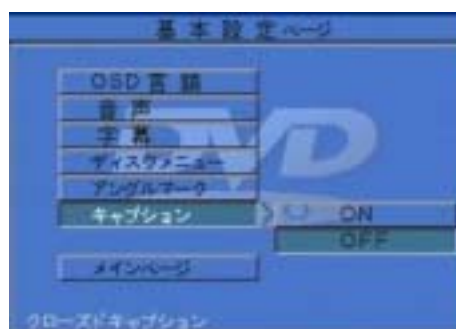 基本設定ページ
OSD言語
音声
字幕
ディスクメニュー
アングルマーク
キャプション
ON
OFF
メインページ
クローズドキャプション
DVD